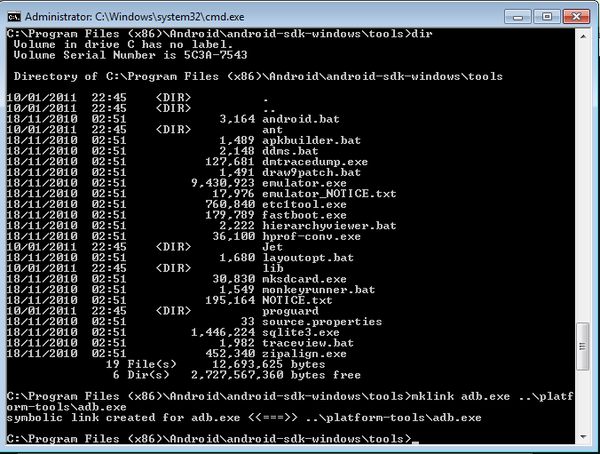 Administrator: C:\Windows\system32\cmd.exe
C:\Program Files (x86)\Android\android-sdk-windows\tools>dir
Volume in drive C has no label.
Volume Serial Number is 5C3A-7543
Directory of C:\Program Files (x86)\Android\android-sdk-windows\tools
10/01/2011 22:45 <DIR> .
10/01/2011 22:45 <DIR> ..
18/11/2010 02:51 3,164 android.bat
10/01/2011 22:45 <DIR> ant
18/11/2010 02:51 1,489 apkbuilder.bat
18/11/2010 02:51 2,148 ddms.bat
18/11/2010 02:51 127,681 dmtracedump.exe
18/11/2010 02:51 1,491 draw9patch.bat
18/11/2010 02:51 9,430,923 emulator.exe
18/11/2010 02:51 17,976 emulator_NOTICE.txt
18/11/2010 02:51 760,840 etc1tool.exe
18/11/2010 02:51 179,789 fastboot.exe
18/11/2010 02:51 2,222 hierarchyviewer.bat
18/11/2010 02:51 36,100 hprof-conv.exe
10/01/2011 22:45 <DIR> Jet
18/11/2010 02:51 1,680 layoutopt.bat
10/01/2011 22:45 <DIR> lib
18/11/2010 02:51 30,830 mksdcard.exe
18/11/2010 02:51 1,549 monkeyrunner.bat
18/11/2010 02:51 195,164 NOTICE.txt
10/01/2011 22:45 <DIR> proguard
18/11/2010 02:51 33 source.properties
18/11/2010 02:51 1,446,224 sqlite3.exe
18/11/2010 02:51 1,982 traceview.bat
18/11/2010 02:51 452,340 zipalign.exe
19 File(s) 12,693,625 bytes
6 Dir(s) 2,727,567,360 bytes free
C:\Program Files (x86)\Android\android-sdk-windows\tools>mklink adb.exe ..\platf
orm-tools\adb.exe
symbolic link created for adb.exe <<===>> ..\platform-tools\adb.exe
C:\Program Files (x86)\Android\android-sdk-windows\tools>_